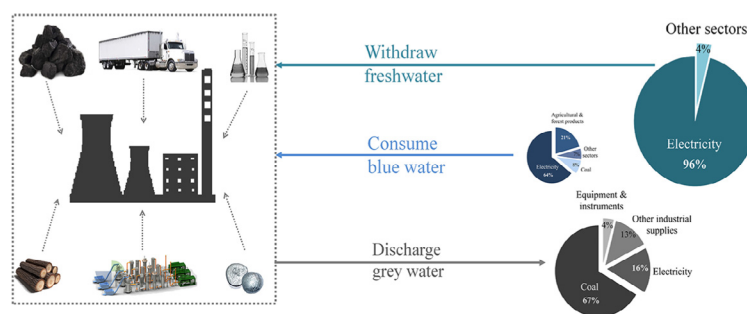 Other sectors
4%
Withdraw
freshwater
Electricity
96%
Agricultural &
forest products
21%
Consume
blue water
Other
sectors
Electricity
64%
Coal
Equipment &
instruments
4%
Other industrial
supplies
13%
Discharge
grey water
16%
Electricity
Coal
67%